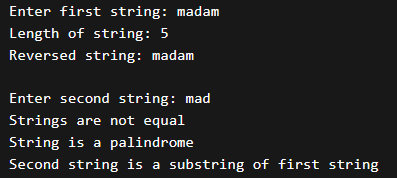 Enter first string: madam
Length of string: 5
Reversed string: madam
Enter second string: mad
Strings are not equal
String is a palindrome
Second string is a substring of first string